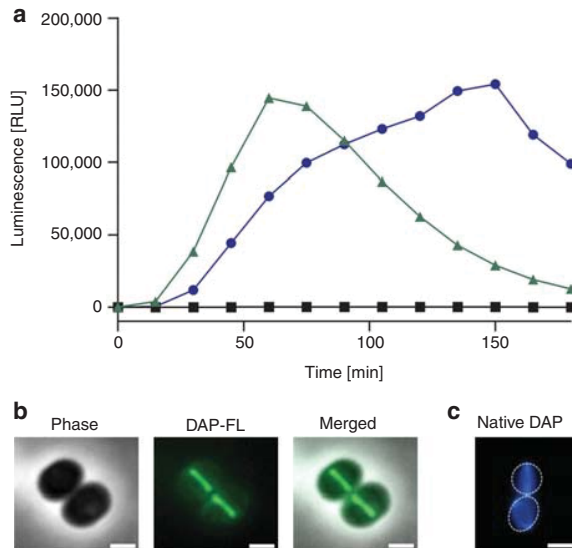 a
200,000
150,000
100,000
50,000
0
Luminescence [RLU]
0 50 100 150
Time [min]
b
Phase DAP-FL Merged
c
Native DAP